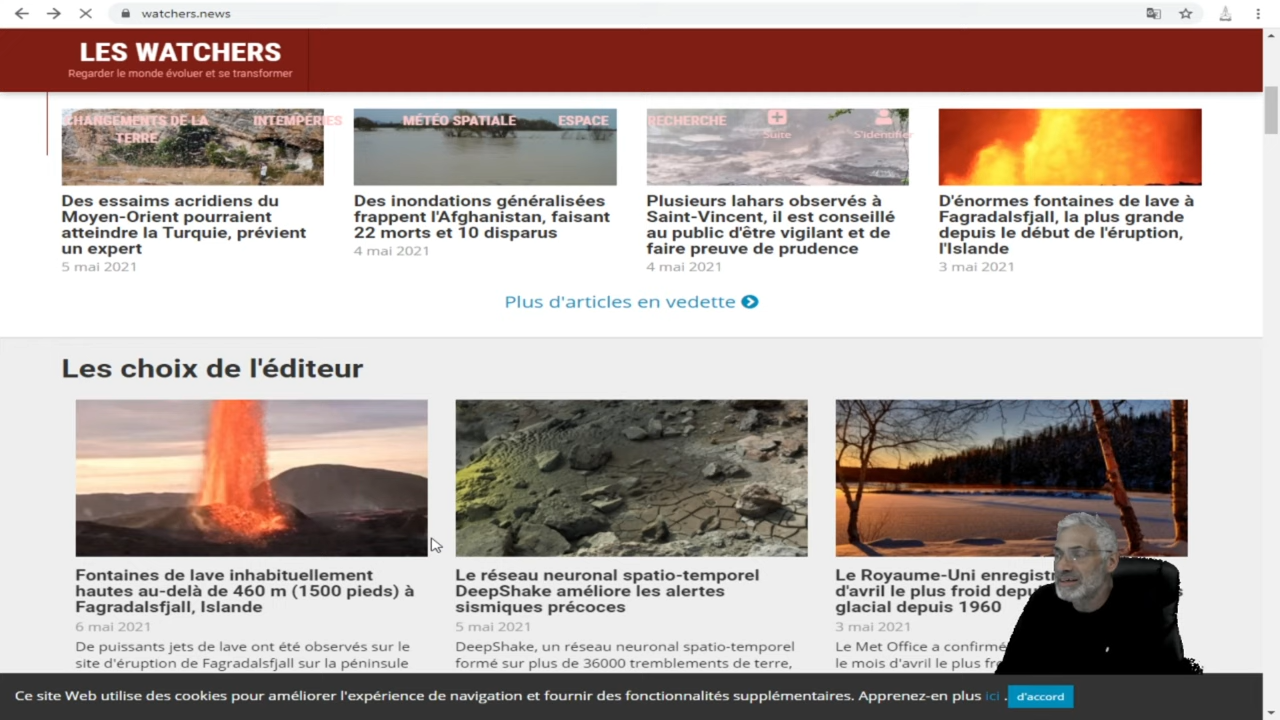 watchers.news
LES WATCHERS
Regarder le monde évoluer et se transformer
CHANGEMENTS DE LA
TERRE
INTEMPÉRIES
MÉTÉO SPATIALE
ESPACE
RECHERCHE
Suite
S'identifier
Des essaims acridiens du
Moyen-Orient pourraient
atteindre la Turquie, prévient
un expert
5 mai 2021
Des inondations généralisées
frappent l'Afghanistan, faisant
22 morts et 10 disparus
4 mai 2021
Plusieurs lahars observés à
Saint-Vincent, il est conseillé
au public d'être vigilant et de
faire preuve de prudence
4 mai 2021
D'énormes fontaines de lave à
Fagradalsfjall, la plus grande
depuis le début de l'éruption,
l'Islande
3 mai 2021
Plus d'articles en vedette
Les choix de l'éditeur
Fontaines de lave inhabituellement
hautes au-delà de 460 m (1500 pieds) à
Fagradalsfjall, Islande
6 mai 2021
De puissants jets de lave ont été observés sur le
site d'éruption de Fagradalsfjall sur la péninsule
Le réseau neuronal spatio-temporel
DeepShake améliore les alertes
sismiques précoces
5 mai 2021
DeepShake, un réseau neuronal spatio-temporel
formé sur plus de 36000 tremblements de terre,
Le Royaume-Uni enregistr
d'avril le plus froid depu
glacial depuis 1960
3 mai 2021
Le Met Office a confirmé
le mois d'avril le plus fr
Ce site Web utilise des cookies pour améliorer l'expérience de navigation et fournir des fonctionnalités supplémentaires. Apprenez-en plus ici . d'accord